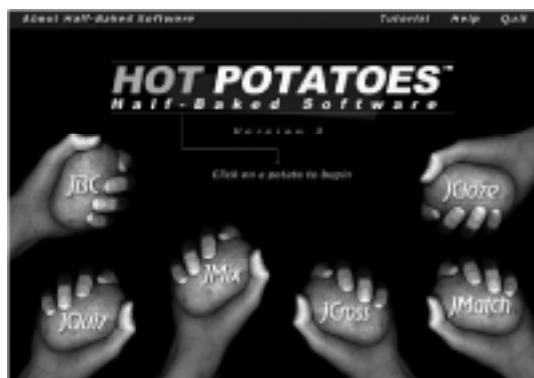 About Half-Baked Software Tutorial Help Quit
HOT POTATOES™
Half-Baked Software
Version 3
Click on a potato to begin
JBC
JCloze
JMix
JQuiz
JCross
JMatch